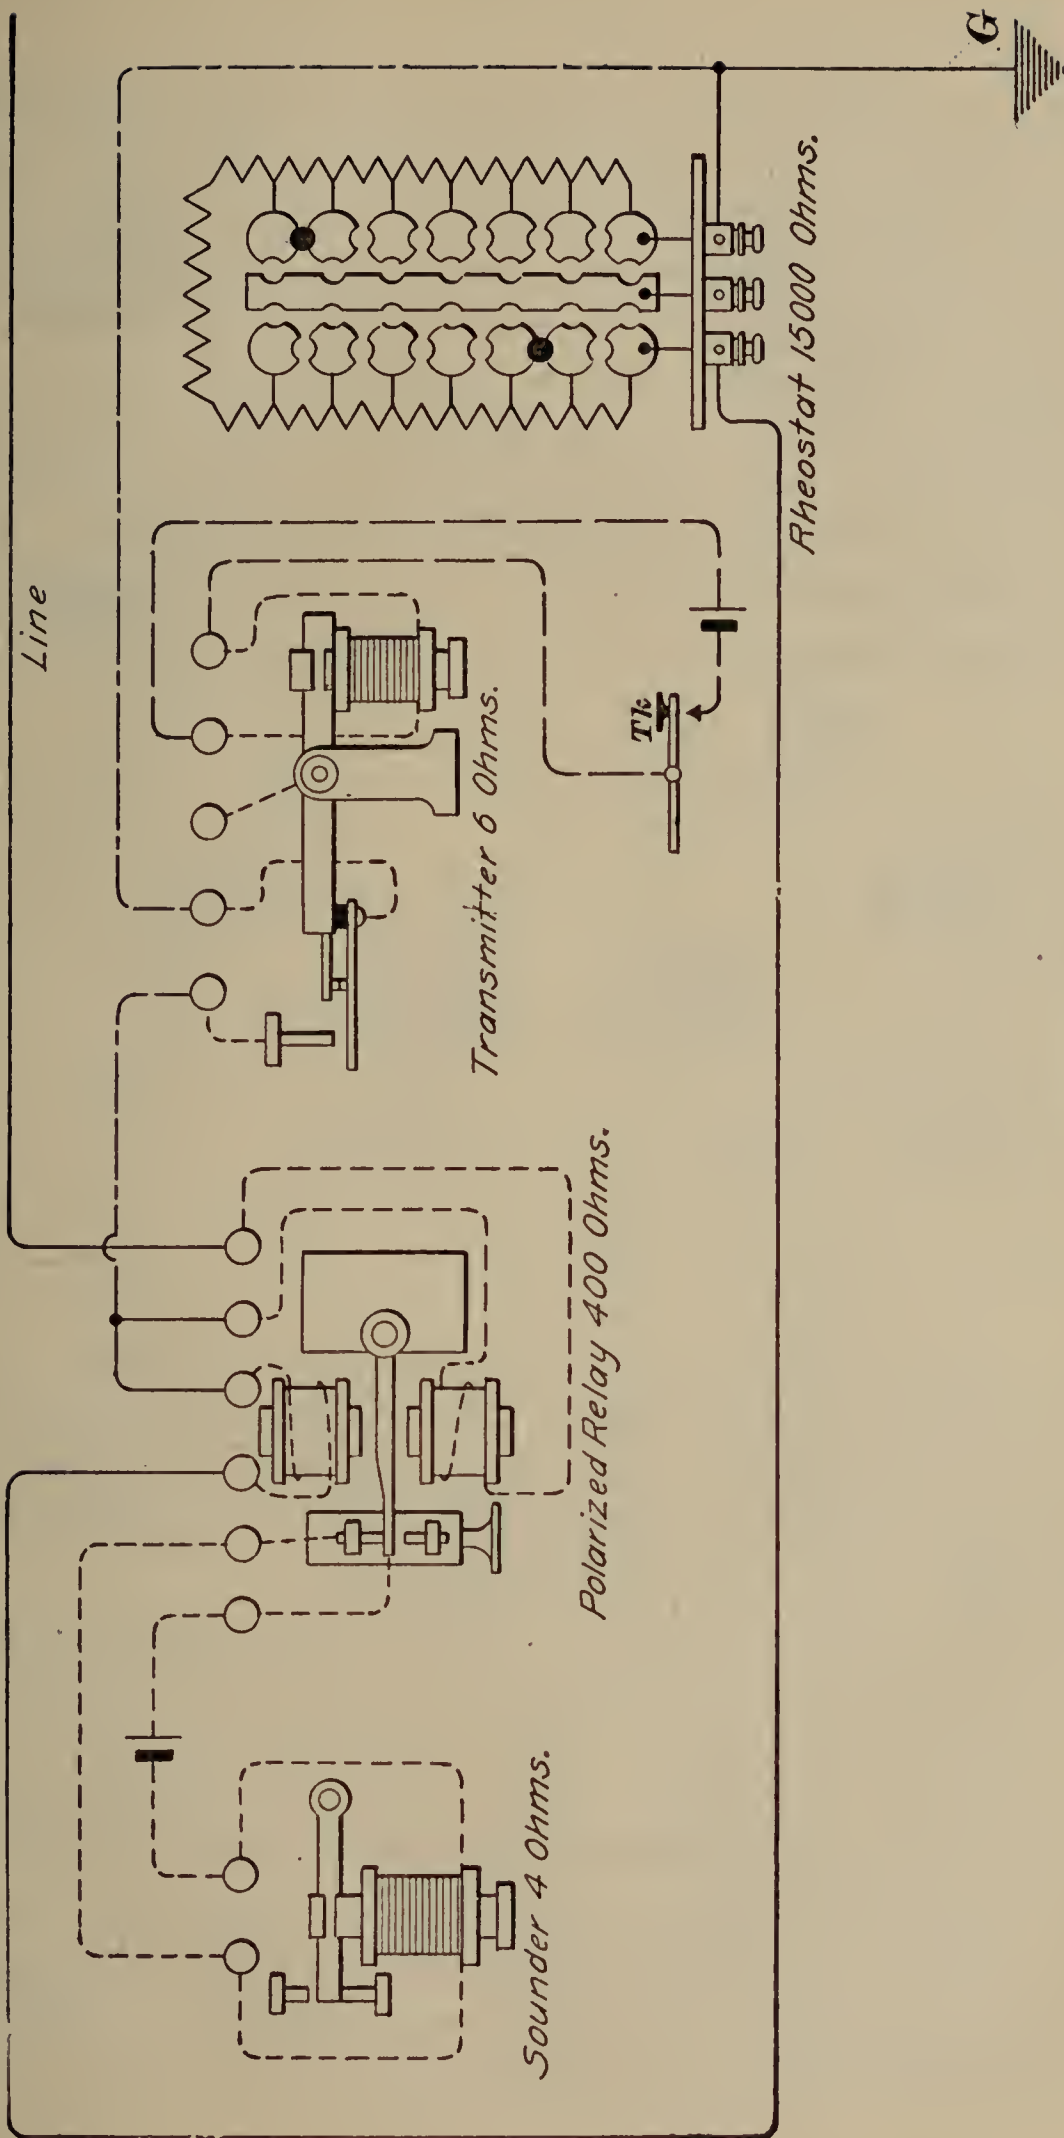 Line
G
Rheostat 15000 Ohms.
Tk
Transmitter 6 Ohms.
Polarized Relay 400 Ohms.
Sounder 4 Ohms.